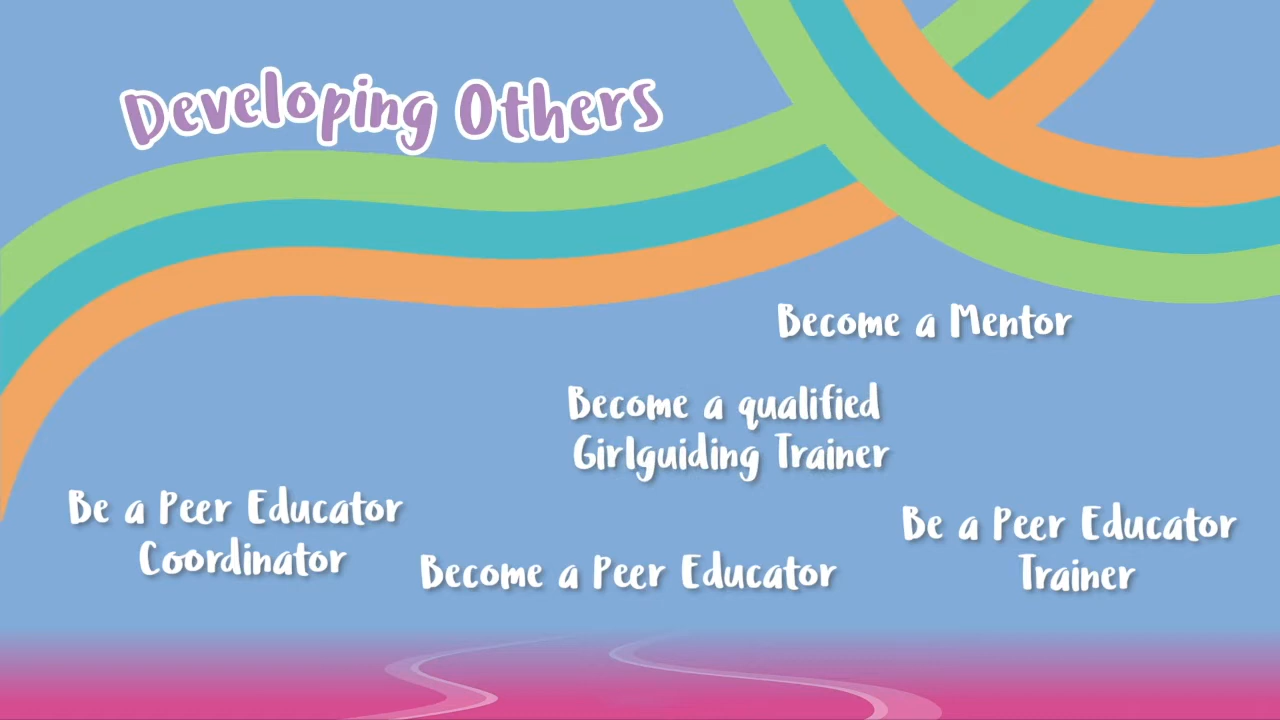 Developing Others
Become a Mentor
Become a qualified
Girlguiding Trainer
Be a Peer Educator
Coordinator
Become a Peer Educator
Be a Peer Educator
Trainer